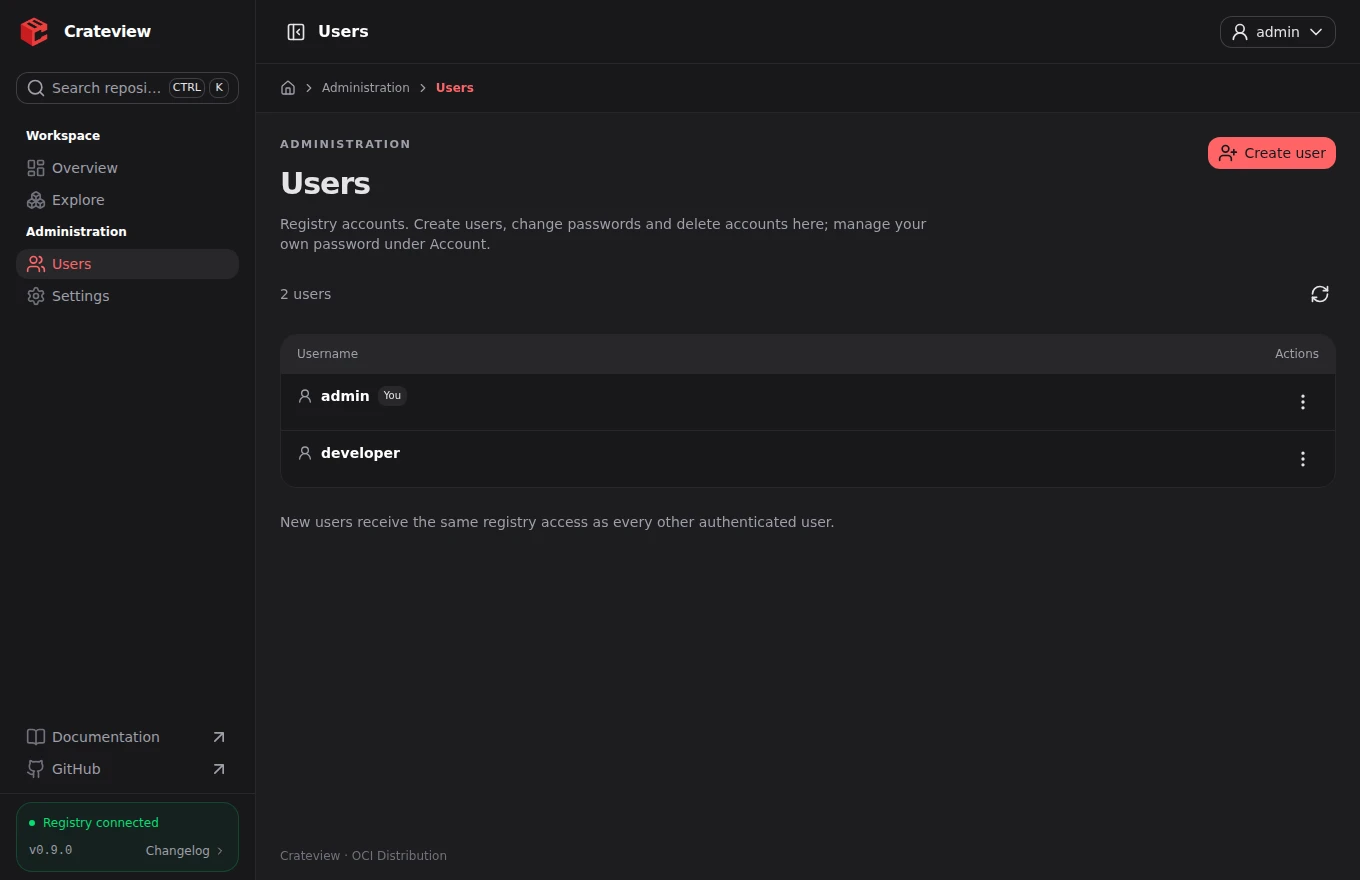 Crateview
Users
admin
Search reposi... CTRL K
Administration
Users
Workspace
Overview
Explore
Administration
Users
Settings
ADMINISTRATION
Create user
Users
Registry accounts. Create users, change passwords and delete accounts here; manage your
own password under Account.
2 users
Username Actions
admin You
developer
New users receive the same registry access as every other authenticated user.
Documentation
GitHub
Registry connected
v0.9.0 Changelog
Crateview · OCI Distribution